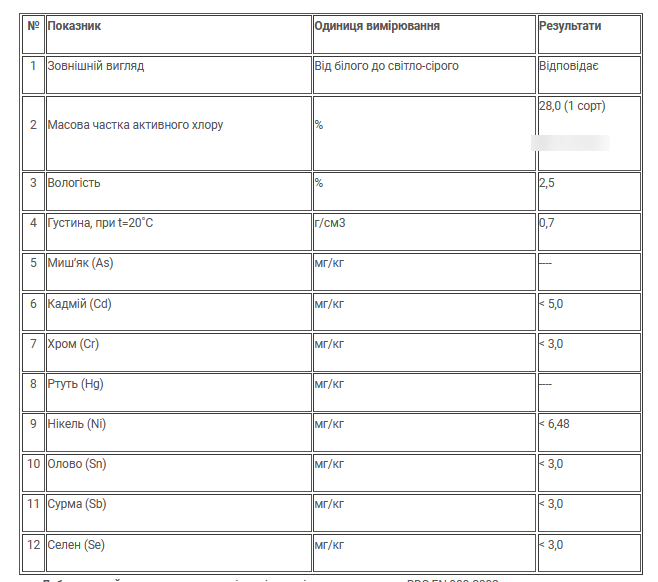 № Показник Одиниця вимірювання Результати
1 Зовнішній вигляд Від білого до світло-сірого Відповідає
28,0 (1 сорт)
2 Масова частка активного хлору %
3 Вологість % 2,5
4 Густина, при t=20˚С г/см3 0,7
5 Миш’як (As) мг/кг ----
6 Кадмій (Cd) мг/кг < 5,0
7 Хром (Cr) мг/кг < 3,0
8 Ртуть (Hg) мг/кг ----
9 Нікель (Ni) мг/кг < 6,48
10 Олово (Sn) мг/кг < 3,0
11 Сурма (Sb) мг/кг < 3,0
12 Селен (Se) мг/кг < 3,0